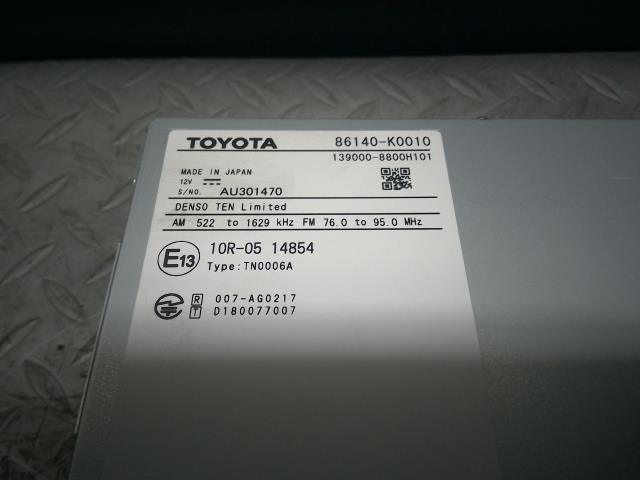 TOYOTA 86140-K0010
139000-8800H101
MADE IN JAPAN
12V
S/NO. AU301470
DENSO TEN Limited
AM 522 to 1629 kHz FM 76.0 to 95.0 MHz
E13 10R-05 14854
Type:TN0006A
R 007-AG0217
T D180077007